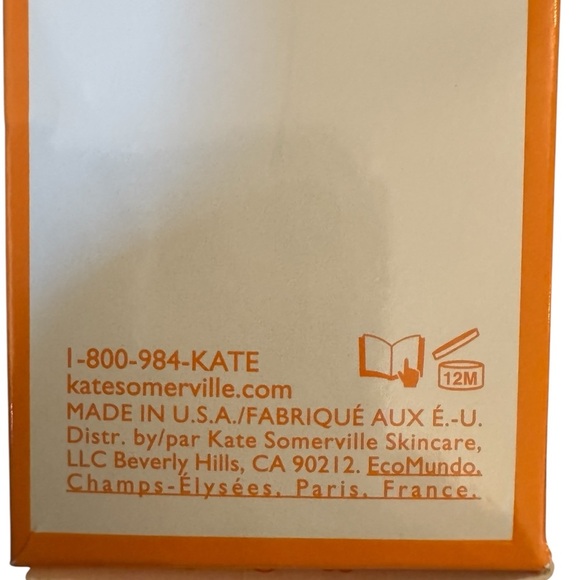 1-800-984-KATE
katesomerville.com
12M
MADE IN U.S.A./FABRIQUÉ AUX É.-U.
Distr. by/par Kate Somerville Skincare,
LLC Beverly Hills, CA 90212. EcoMundo.
Champs-Élysées. Paris. France.